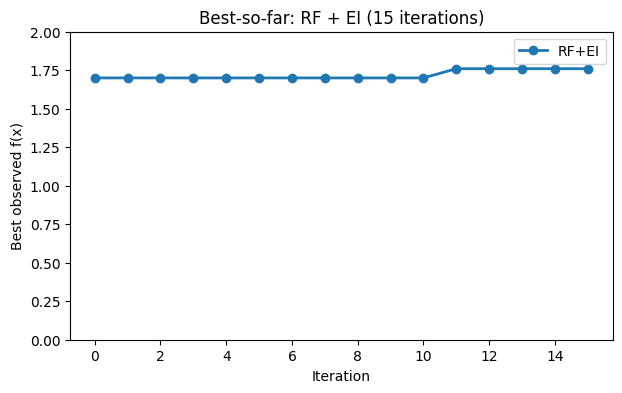 Best-so-far: RF + EI (15 iterations)
RF+EI
Best observed f(x)
2.00
1.75
1.50
1.25
1.00
0.75
0.50
0.25
0.00
0 2 4 6 8 10 12 14
Iteration